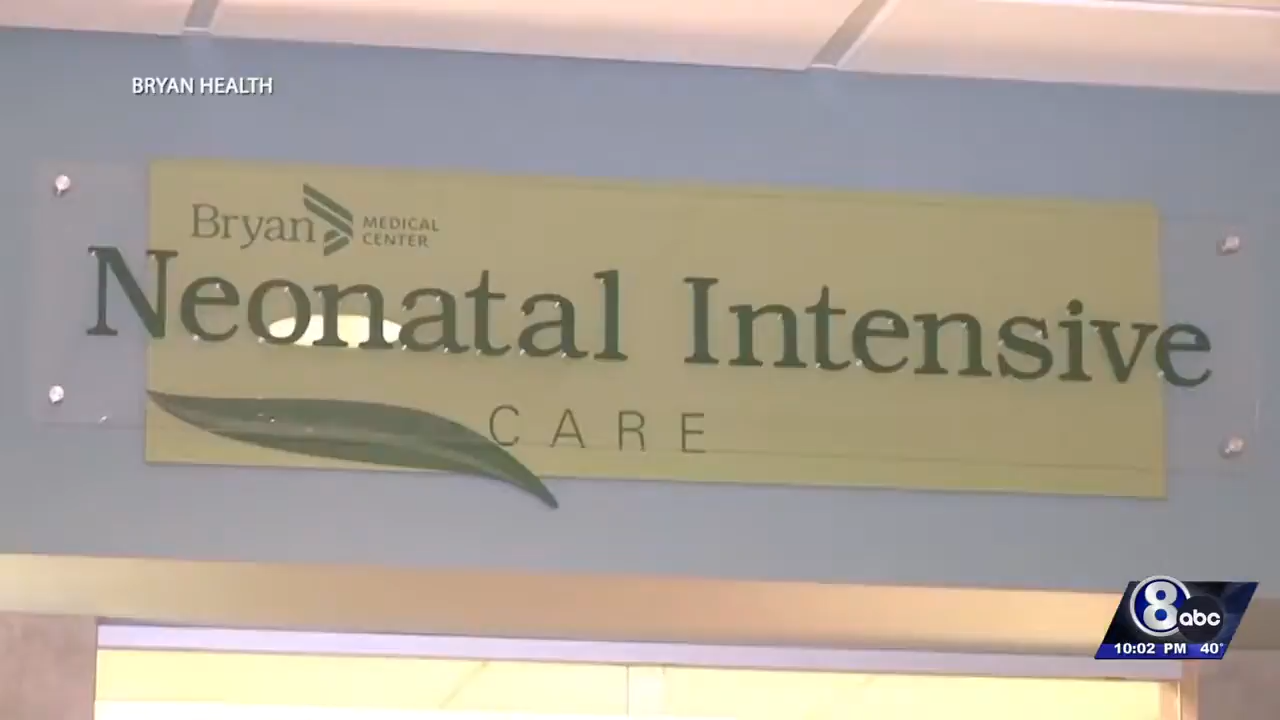 BRYAN HEALTH
Bryan MEDICAL CENTER
Neonatal Intensive
CARE
8 abc
10:02 PM 40°